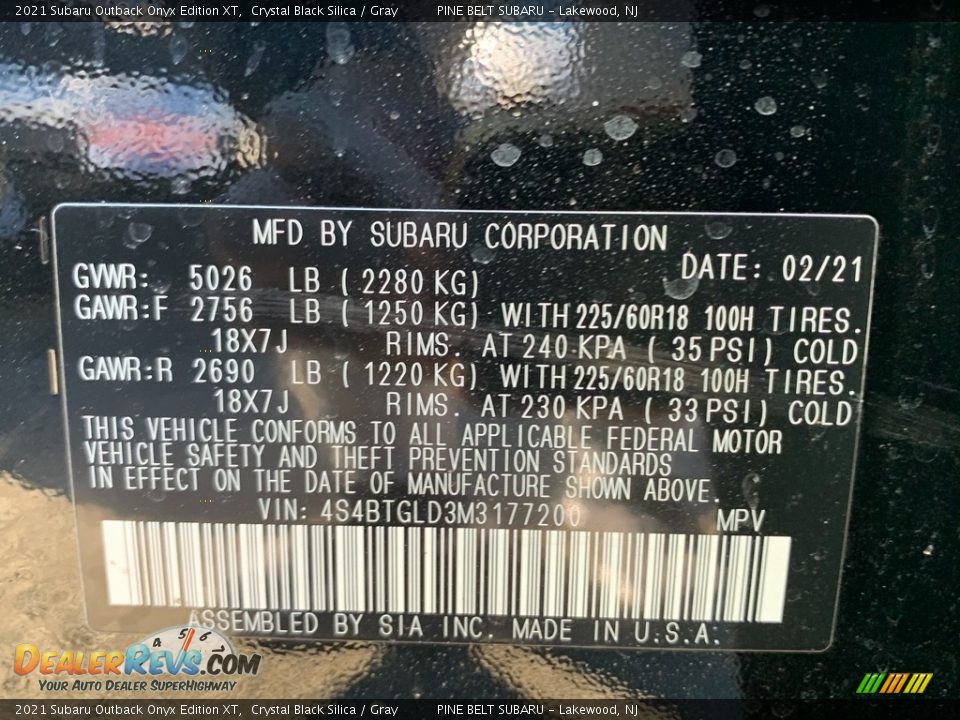 2021 Subaru Outback Onyx Edition XT, Crystal Black Silica / Gray PINE BELT SUBARU - Lakewood, NJ
MFD BY SUBARU CORPORATION
DATE: 02/21
GVWR: 5026 LB ( 2280 KG)
GAWR:F 2756 LB ( 1250 KG) WITH 225/60R18 100H TIRES.
18X7J RIMS. AT 240 KPA ( 35 PSI) COLD
GAWR:R 2690 LB ( 1220 KG) WITH 225/60R18 100H TIRES.
18X7J RIMS. AT 230 KPA ( 33 PSI) COLD
THIS VEHICLE CONFORMS TO ALL APPLICABLE FEDERAL MOTOR
VEHICLE SAFETY AND THEFT PREVENTION STANDARDS
IN EFFECT ON THE DATE OF MANUFACTURE SHOWN ABOVE.
VIN: 4S4BTGLD3M3177200 MPV
ASSEMBLED BY SIA INC. MADE IN U.S.A.
4 5 6
DEALERREVS.COM
YOUR AUTO DEALER SUPERHIGHWAY
2021 Subaru Outback Onyx Edition XT, Crystal Black Silica / Gray PINE BELT SUBARU - Lakewood, NJ